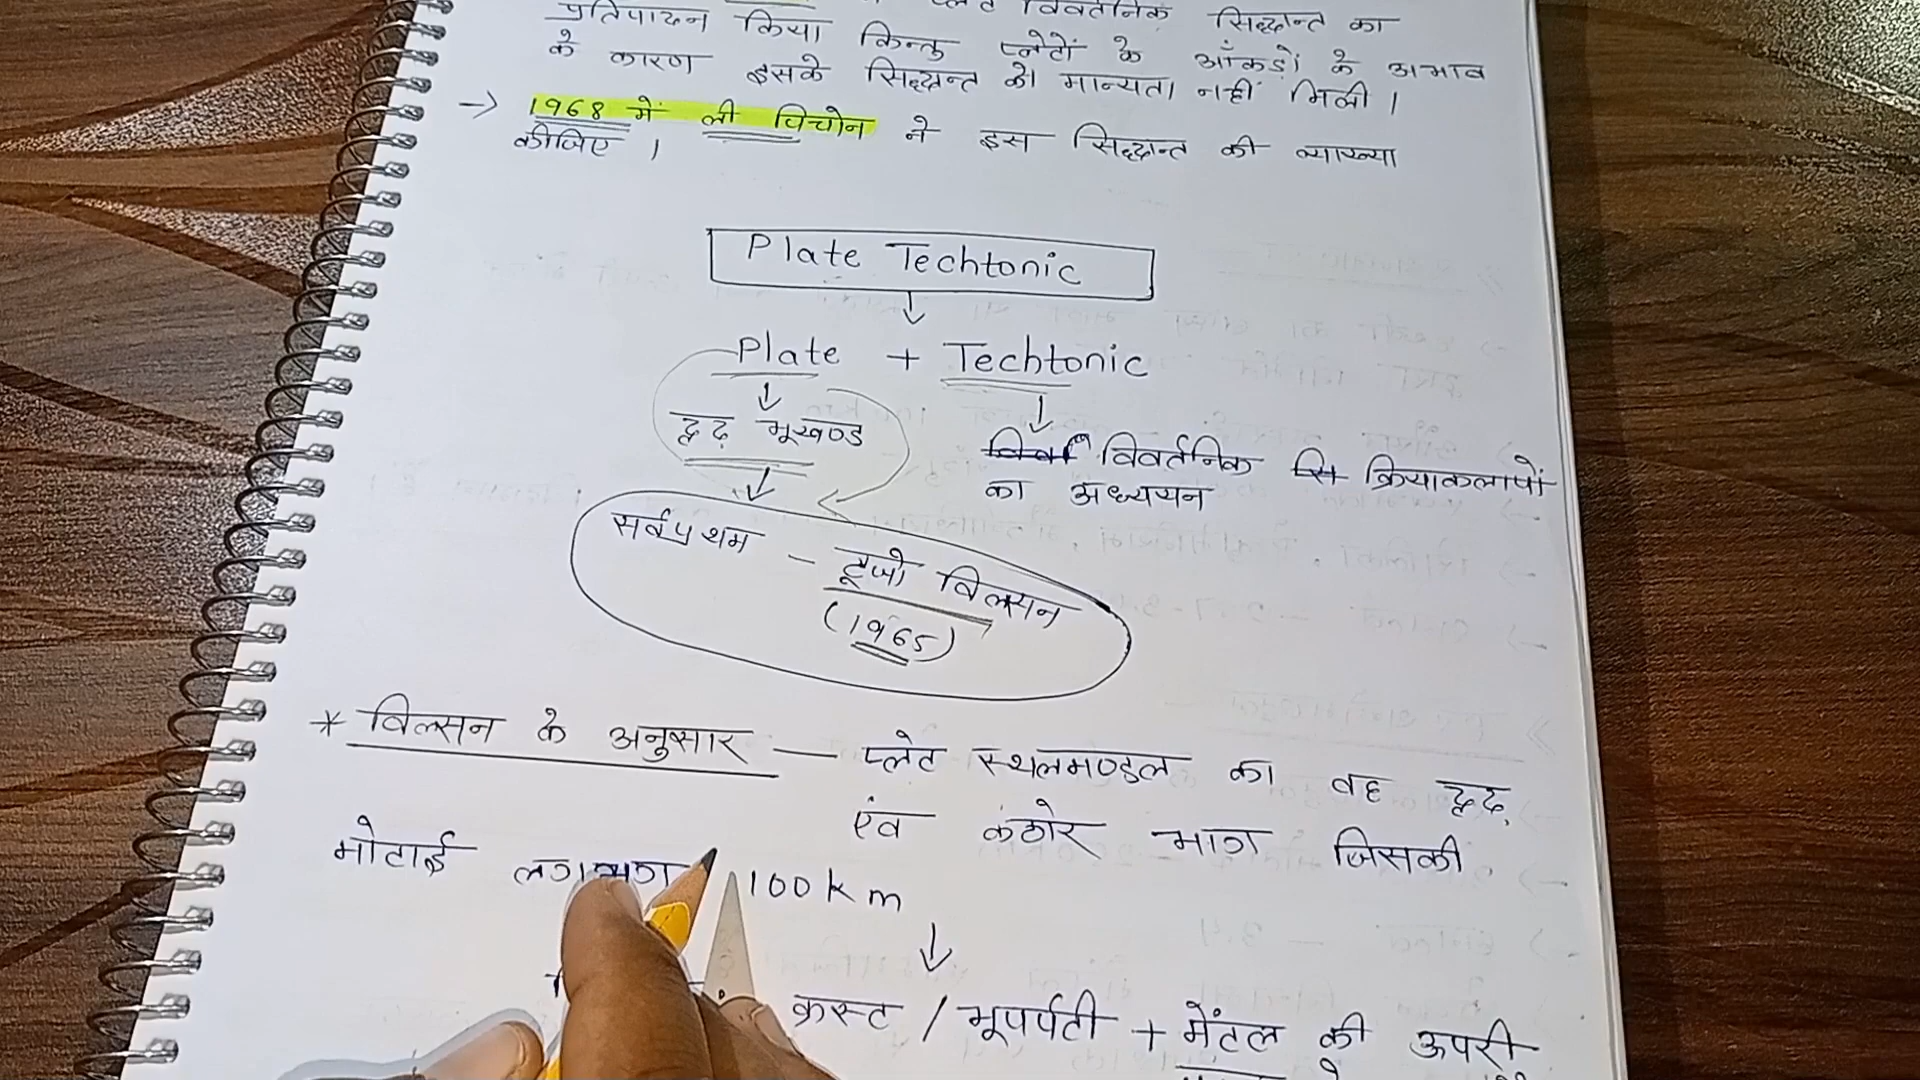 प्लेट विवर्तनिक सिद्धान्त का
प्रतिपादन किया किन्तु प्लेटों के आँकड़ों के अभाव
के कारण इसके सिद्धान्त को मान्यता नहीं मिली ।
-> 1968 में ली पिचोन ने इस सिद्धान्त की व्याख्या
कीजिए ।
Plate Techtonic
Plate + Techtonic
दृढ़ भूखण्ड
विवर्तनिक क्रियाकलापों
का अध्ययन
सर्वप्रथम - टूजो विल्सन
(1965)
* विल्सन के अनुसार — प्लेट स्थलमण्डल का वह दृढ़
एंव कठोर भाग जिसकी
मोटाई लगभग 100 km
क्रस्ट / भूपर्पटी + मेंटल की ऊपरी